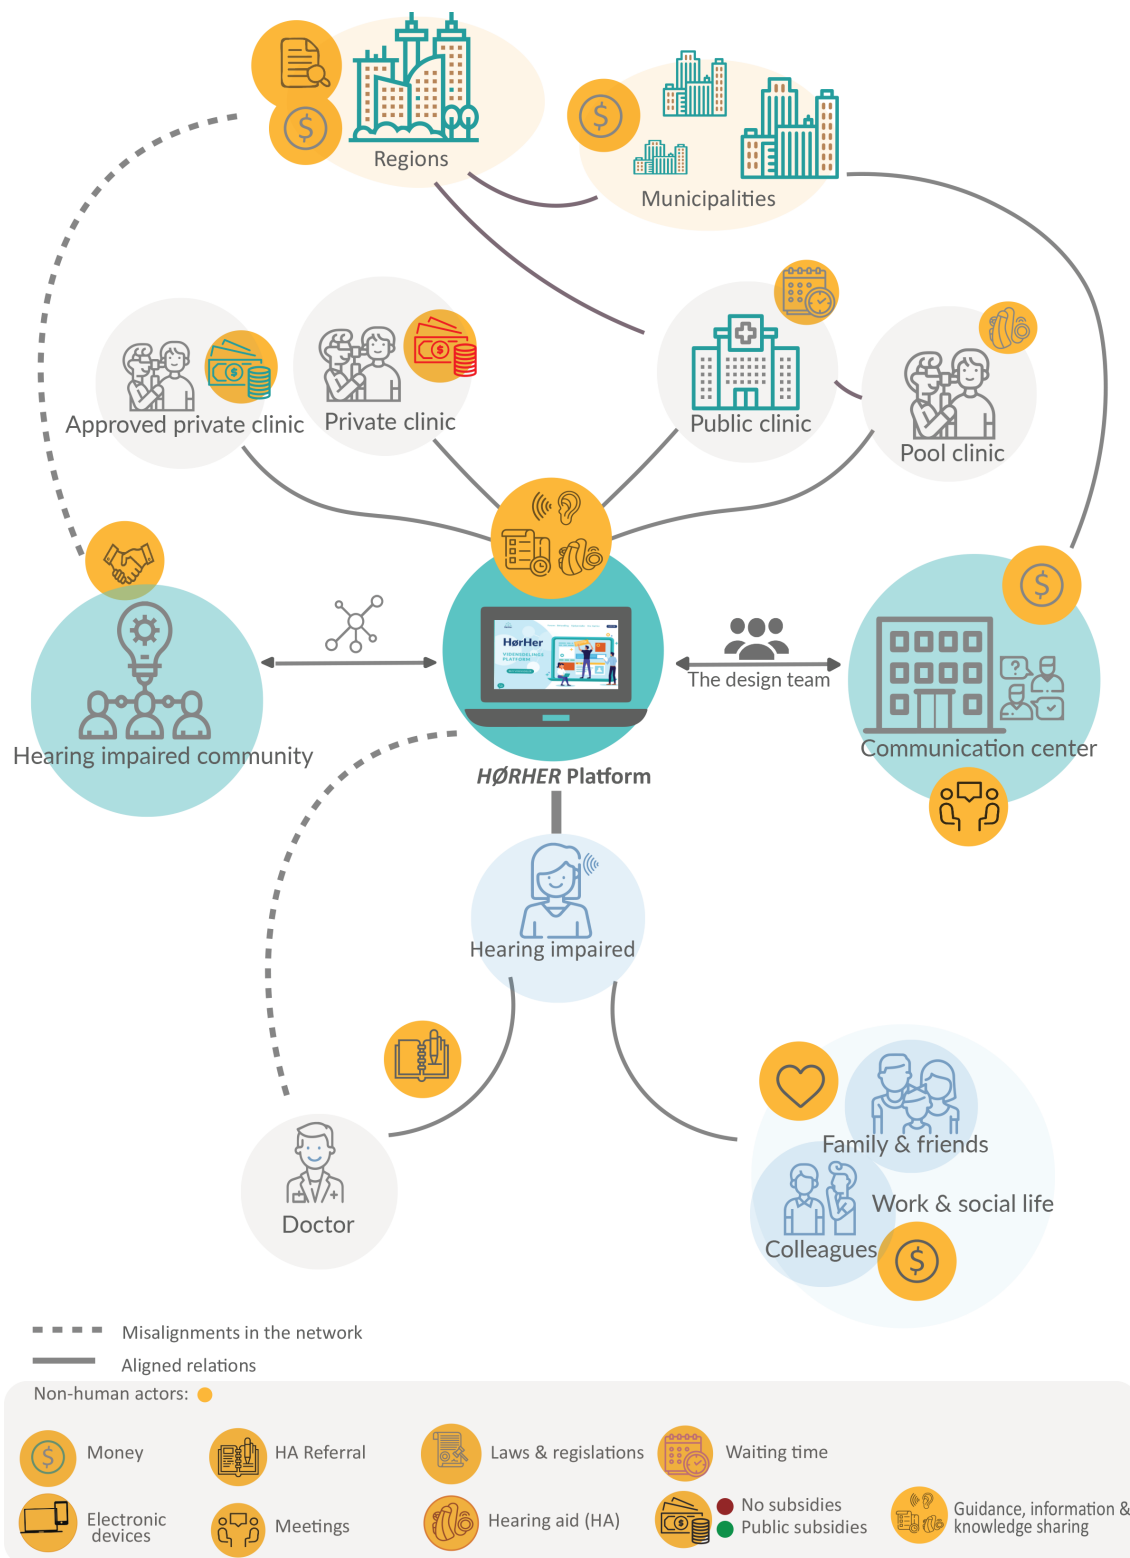 Regions
Municipalities
Approved private clinic
Private clinic
Public clinic
Pool clinic
HørHer
VIDENDELINGS
PLATFORM
The design team
Hearing impaired community
Communication center
HØRHER Platform
Hearing impaired
Doctor
Family & friends
Work & social life
Colleagues
Misalignments in the network
Aligned relations
Non-human actors:
Money
HA Referral
Laws & regislations
Waiting time
Electronic
devices
Meetings
Hearing aid (HA)
No subsidies
Public subsidies
Guidance, information &
knowledge sharing